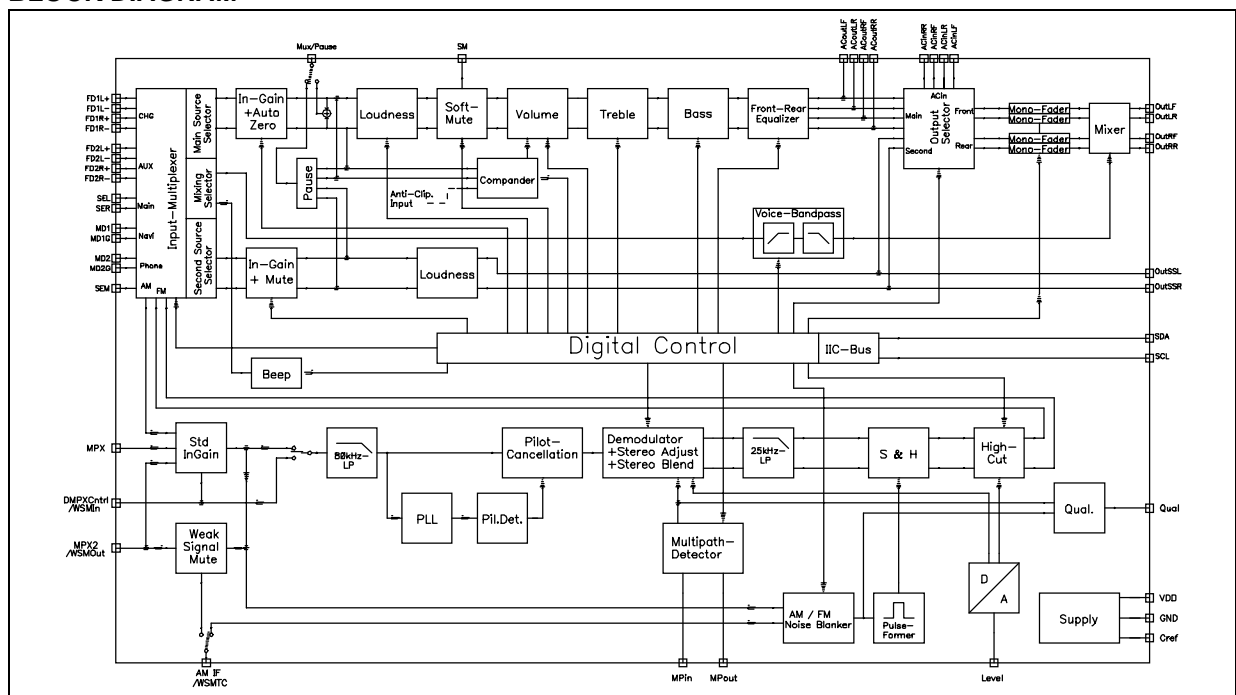 Mux/Pause
SM
ACoutLF
ACoutLR
ACoutRF
ACoutRR
ACinRR
ACinRF
ACinLR
ACinLF
FD1L+
FD1L-
FD1R+
FD1R-
FD2L+
FD2L-
FD2R+
FD2R-
SEL
SER
MD1
MD1G
MD2
MD2G
SEM
CHG
AUX
Main
Navi
Phone
AM
FM
Input-Multiplexer
Main Source
Selector
Mixing
Selector
Second Source
Selector
In-Gain
+Auto
Zero
Loudness
Soft-
Mute
Volume
Treble
Bass
Front-Rear
Equalizer
ACin
Main
Second
Output
Selector
Front
Rear
Mono-Fader
Mono-Fader
Mono-Fader
Mono-Fader
Mixer
OutLF
OutLR
OutRF
OutRR
Pause
Anti-Clip.
Input
Compander
Voice-Bandpass
In-Gain
+ Mute
Loudness
OutSSL
OutSSR
Digital Control
IIC-Bus
SDA
SCL
Beep
MPX
DMPXCntrl
/WSMIn
MPX2
/WSMOut
Std
InGain
80kHz-
LP
Pilot-
Cancellation
Demodulator
+Stereo Adjust
+Stereo Blend
25kHz-
LP
S & H
High-
Cut
PLL
Pil.Det.
Weak
Signal
Mute
Multipath-
Detector
Qual.
Qual
D
A
AM / FM
Noise Blanker
Pulse-
Former
Supply
VDD
GND
Cref
AM IF
/WSMTC
MPin
MPout
Level